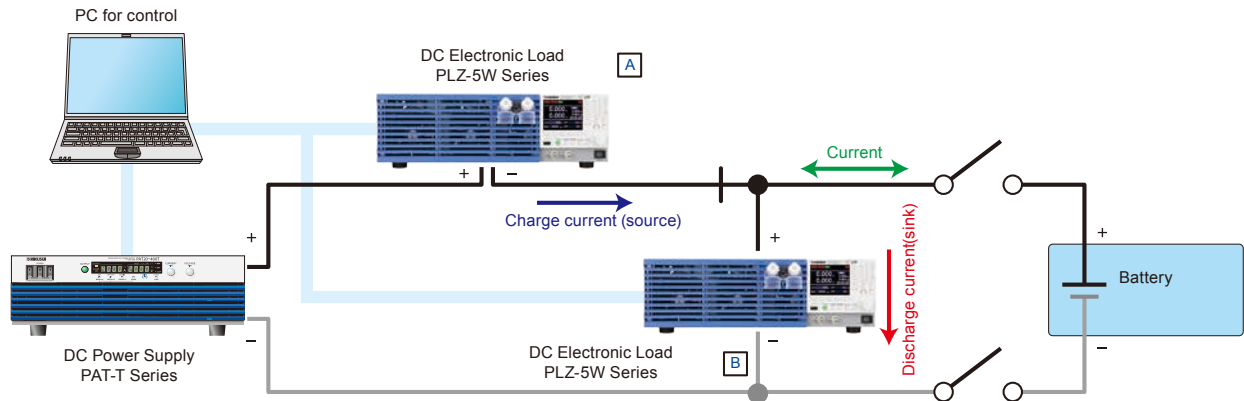 PC for control
DC Electronic Load
PLZ-5W Series
A
+
−
Current
Charge current (source)
+
DC Power Supply
PAT-T Series
−
+
−
DC Electronic Load
PLZ-5W Series
B
Discharge current(sink)
+
Battery
−